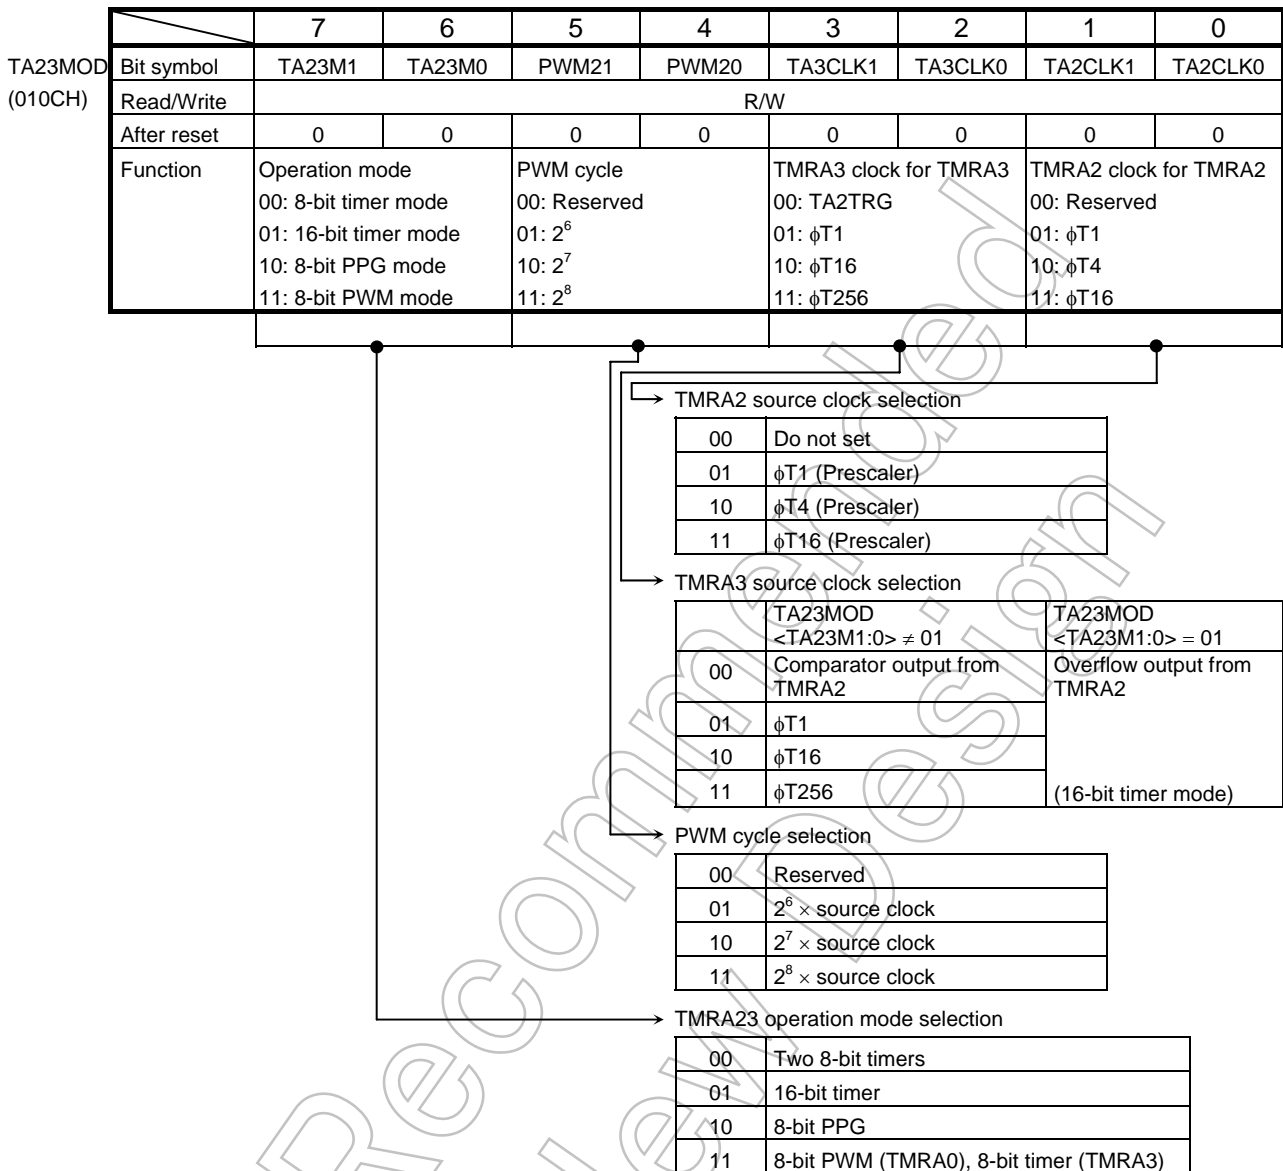 7 6 5 4 3 2 1 0
TA23MOD Bit symbol TA23M1 TA23M0 PWM21 PWM20 TA3CLK1 TA3CLK0 TA2CLK1 TA2CLK0
(010CH) Read/Write R/W
After reset 0 0 0 0 0 0 0 0
Function Operation mode PWM cycle TMRA3 clock for TMRA3 TMRA2 clock for TMRA2
00: 8-bit timer mode 00: Reserved 00: TA2TRG 00: Reserved
01: 16-bit timer mode 01: 2⁶ 01: φT1 01: φT1
10: 8-bit PPG mode 10: 2⁷ 10: φT16 10: φT4
11: 8-bit PWM mode 11: 2⁸ 11: φT256 11: φT16
TMRA2 source clock selection
00 Do not set
01 φT1 (Prescaler)
10 φT4 (Prescaler)
11 φT16 (Prescaler)
TMRA3 source clock selection
TA23MOD TA23MOD
<TA23M1:0> ≠ 01 <TA23M1:0> = 01
00 Comparator output from Overflow output from
TMRA2 TMRA2
01 φT1
10 φT16
11 φT256 (16-bit timer mode)
PWM cycle selection
00 Reserved
01 2⁶ × source clock
10 2⁷ × source clock
11 2⁸ × source clock
TMRA23 operation mode selection
00 Two 8-bit timers
01 16-bit timer
10 8-bit PPG
11 8-bit PWM (TMRA0), 8-bit timer (TMRA3)
Recommended
New Design